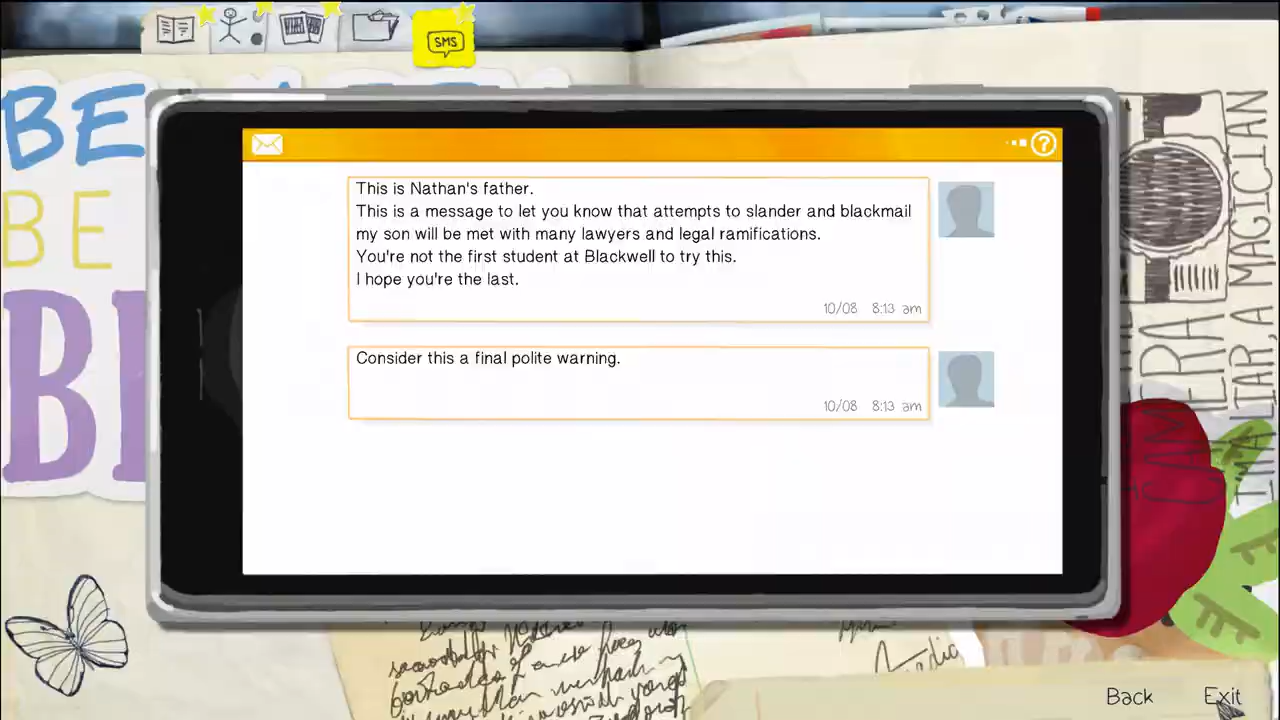 SMS
BE
BE
B
This is Nathan's father.
This is a message to let you know that attempts to slander and blackmail
my son will be met with many lawyers and legal ramifications.
You're not the first student at Blackwell to try this.
I hope you're the last.
10/08 8:13 am
Consider this a final polite warning.
10/08 8:13 am
CAMERA
LIAR, A MAGICIAN
Back
Exit